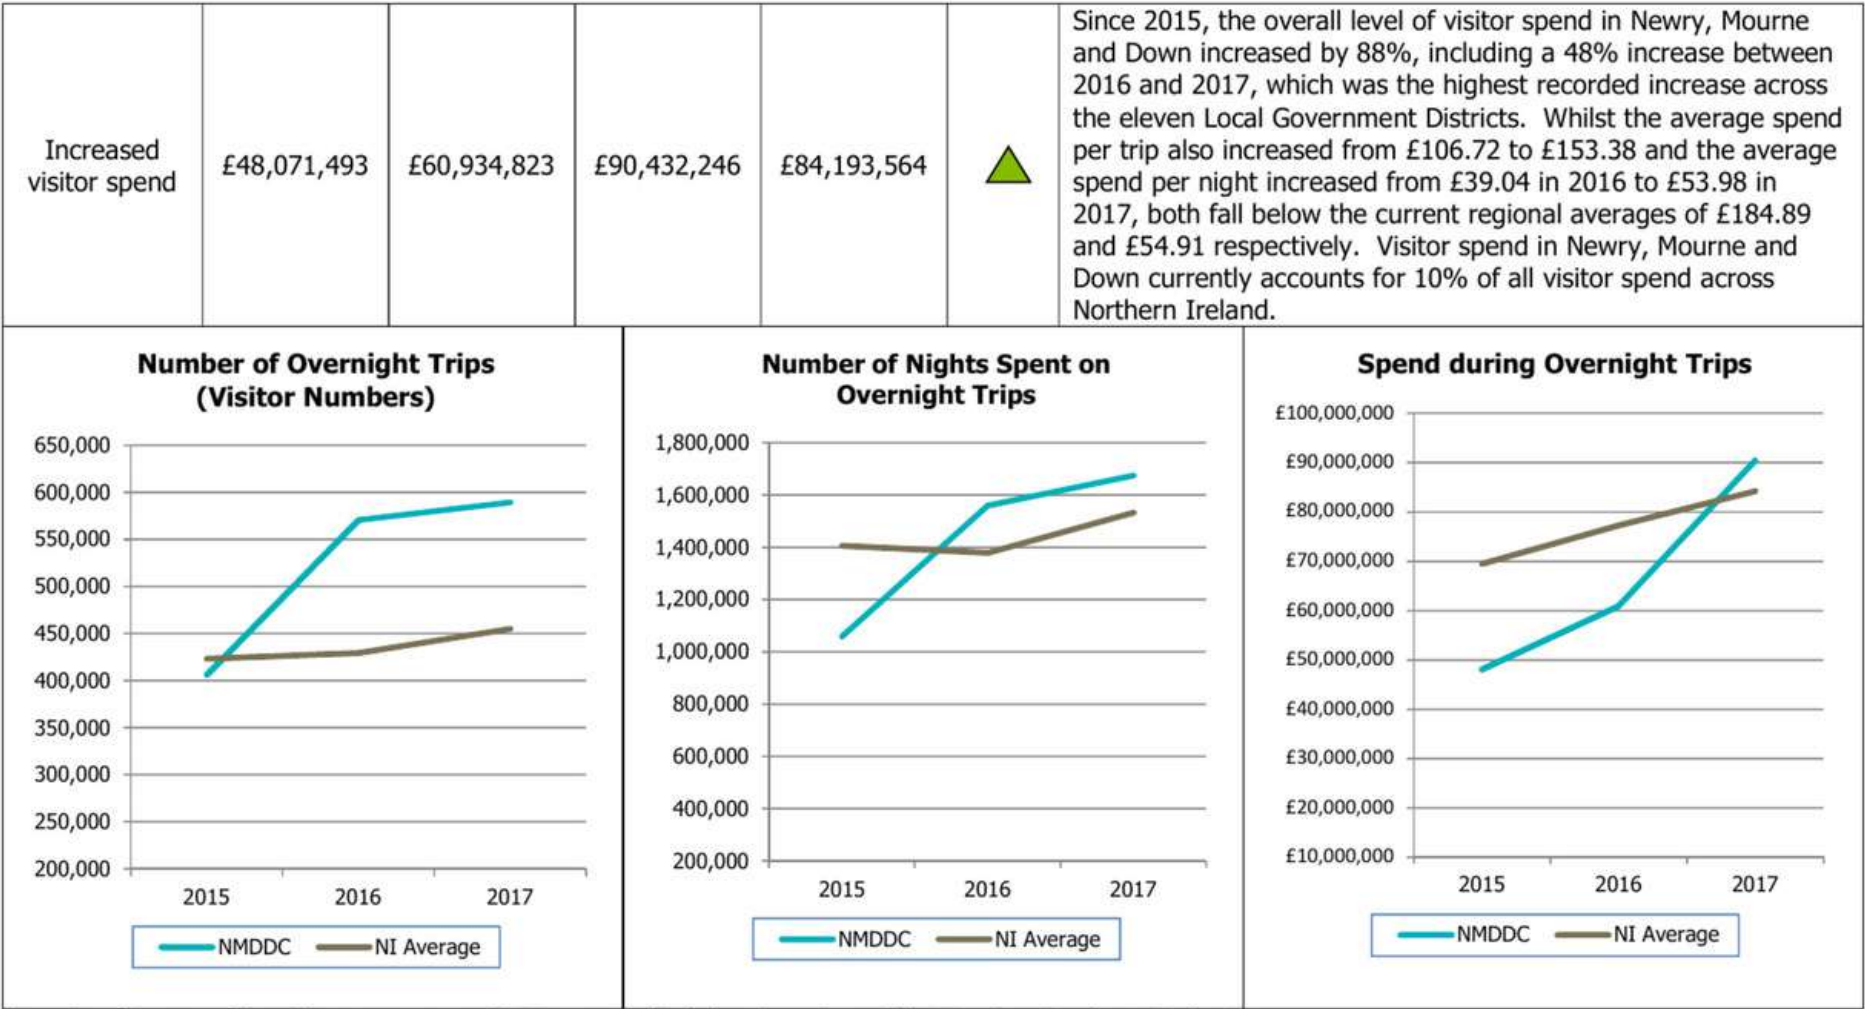 Increased
visitor spend
£48,071,493
£60,934,823
£90,432,246
£84,193,564
Since 2015, the overall level of visitor spend in Newry, Mourne
and Down increased by 88%, including a 48% increase between
2016 and 2017, which was the highest recorded increase across
the eleven Local Government Districts.  Whilst the average spend
per trip also increased from £106.72 to £153.38 and the average
spend per night increased from £39.04 in 2016 to £53.98 in
2017, both fall below the current regional averages of £184.89
and £54.91 respectively.  Visitor spend in Newry, Mourne and
Down currently accounts for 10% of all visitor spend across
Northern Ireland.
Number of Overnight Trips
(Visitor Numbers)
650,000
600,000
550,000
500,000
450,000
400,000
350,000
300,000
250,000
200,000
2015 2016 2017
NMDDC NI Average
Number of Nights Spent on
Overnight Trips
1,800,000
1,600,000
1,400,000
1,200,000
1,000,000
800,000
600,000
400,000
200,000
2015 2016 2017
NMDDC NI Average
Spend during Overnight Trips
£100,000,000
£90,000,000
£80,000,000
£70,000,000
£60,000,000
£50,000,000
£40,000,000
£30,000,000
£20,000,000
£10,000,000
2015 2016 2017
NMDDC NI Average